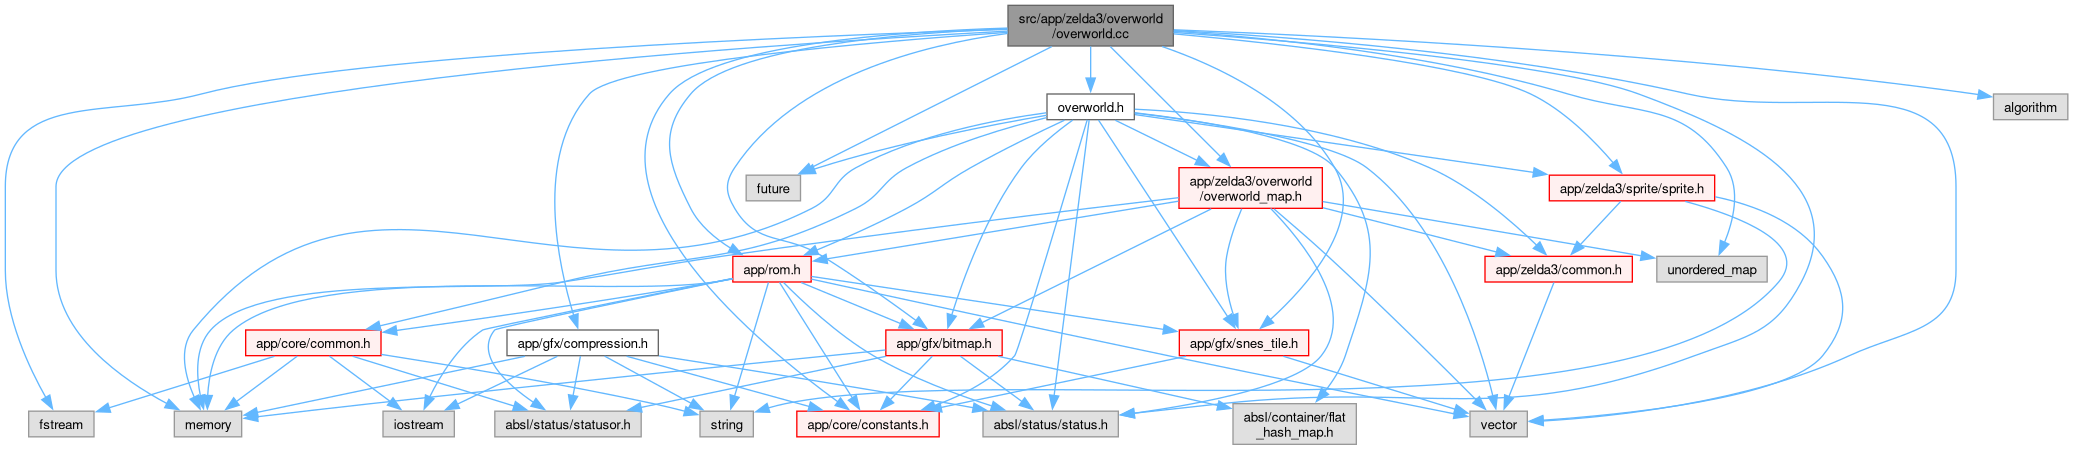 src/app/zelda3/overworld
/overworld.cc
overworld.h
algorithm
future
app/zelda3/overworld
/overworld_map.h
app/zelda3/sprite/sprite.h
app/rom.h
app/zelda3/common.h
unordered_map
app/core/common.h
app/gfx/compression.h
app/gfx/bitmap.h
app/gfx/snes_tile.h
fstream
memory
iostream
absl/status/statusor.h
string
app/core/constants.h
absl/status/status.h
absl/container/flat
_hash_map.h
vector